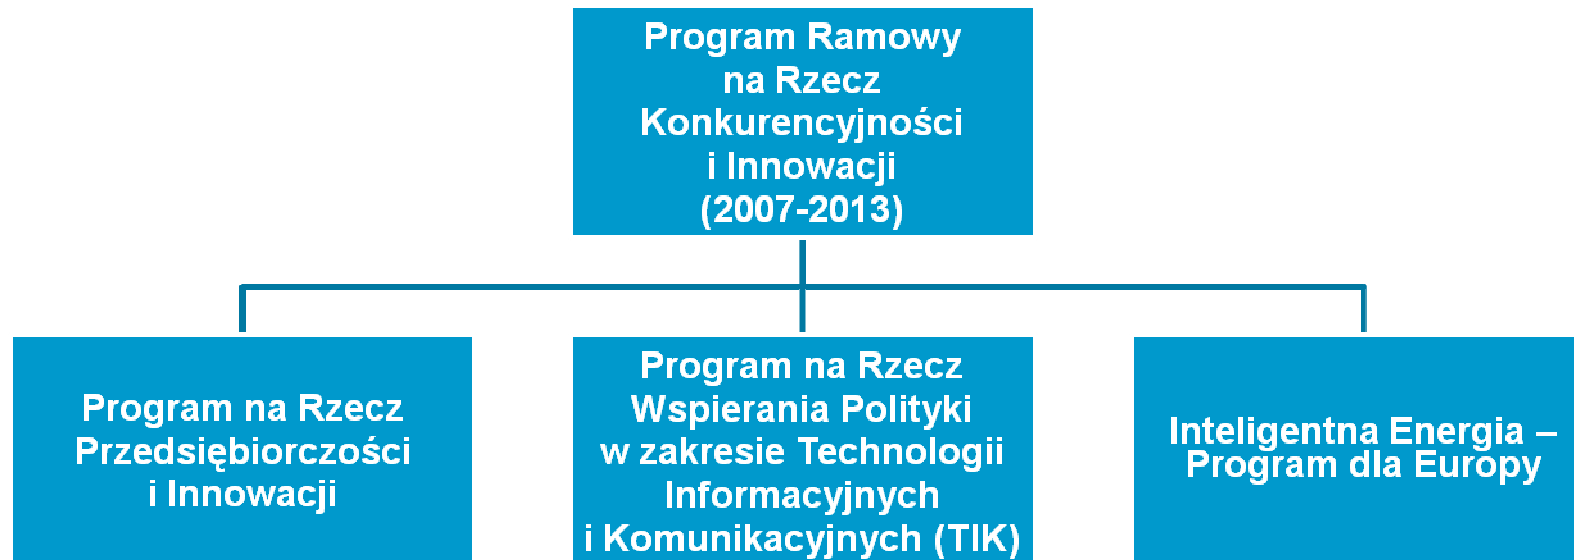 Program Ramowy
na Rzecz
Konkurencyjności
i Innowacji
(2007-2013)
Program na Rzecz
Przedsiębiorczości
i Innowacji
Program na Rzecz
Wspierania Polityki
w zakresie Technologii
Informacyjnych
i Komunikacyjnych (TIK)
Inteligentna Energia –
Program dla Europy